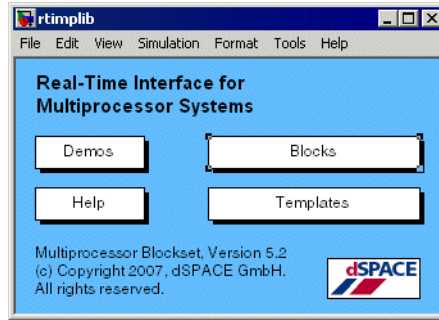 rtimplib
File Edit View Simulation Format Tools Help
Real-Time Interface for
Multiprocessor Systems
Demos Blocks
Help Templates
Multiprocessor Blockset, Version 5.2
(c) Copyright 2007, dSPACE GmbH.
All rights reserved.
dSPACE